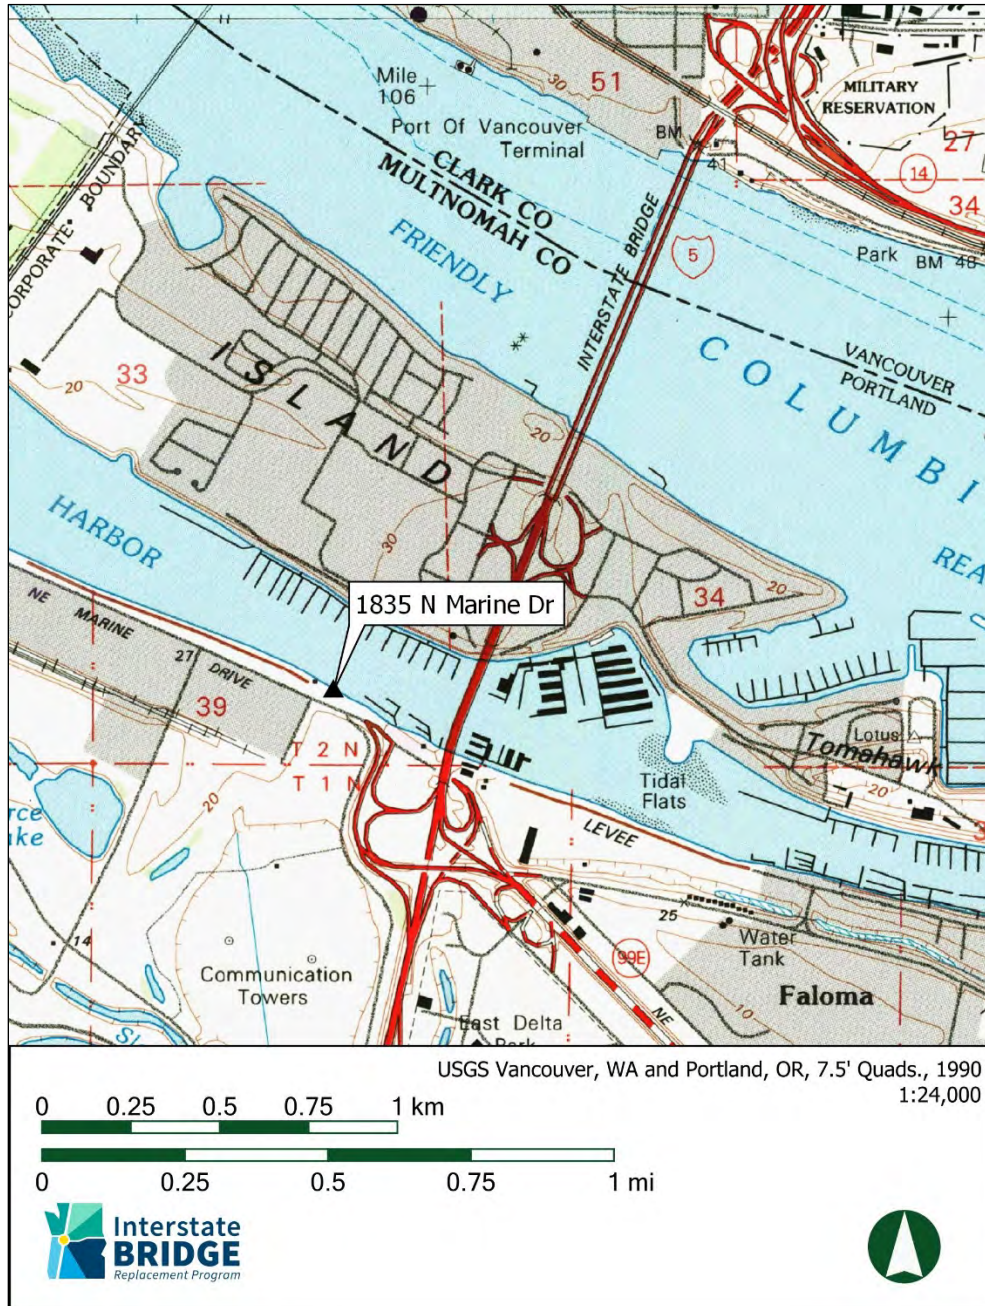 51
Mile
106
MILITARY
RESERVATION
Port Of Vancouver
Terminal
BM
41
27
14
34
CORPORATE BOUNDARY
CLARK CO
MULTNOMAH CO
30
FRIENDLY
INTERSTATE BRIDGE
5
Park BM 48
COLUMBI
VANCOUVER
PORTLAND
ISLAND
33
20
20
HARBOR
30
REA
20
34
1835 N Marine Dr
NE MARINE DRIVE
27
39
T 2 N
T 1 N
Lotus
Tomahawk
20
Tidal
Flats
20
LEVEE
14
Communication
Towers
25
Water
Tank
99E
NE
Faloma
10
East Delta
Park
USGS Vancouver, WA and Portland, OR, 7.5' Quads., 1990
1:24,000
0 0.25 0.5 0.75 1 km
0 0.25 0.5 0.75 1 mi
Interstate
BRIDGE
Replacement Program